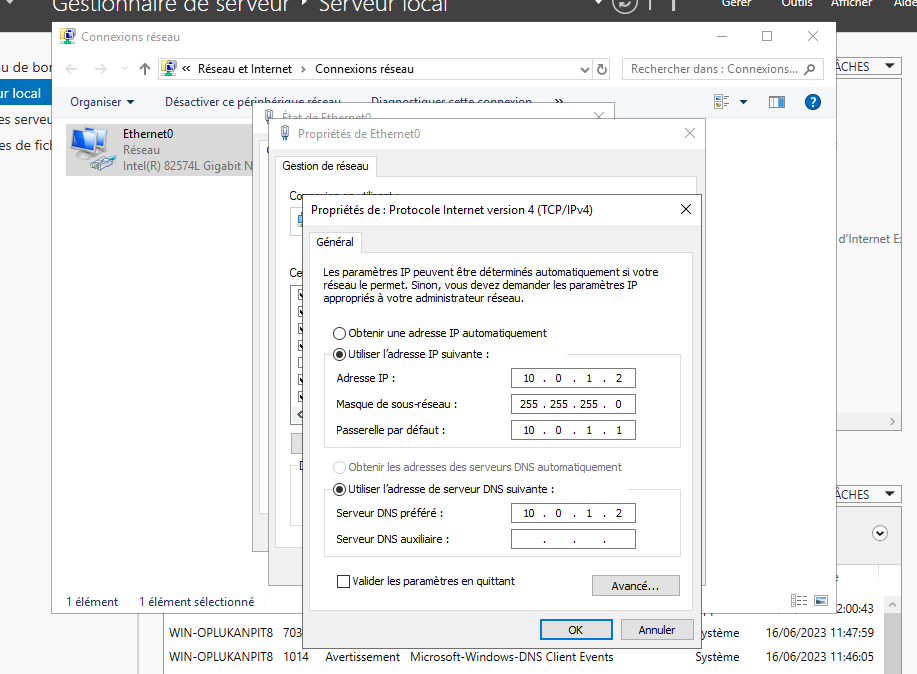 Gestionnaire de serveur ‣ Serveur local
Gérer Outils Afficher Aide
Connexions réseau
« Réseau et Internet › Connexions réseau
Rechercher dans : Connexions...
Organiser Désactiver ce périphérique réseau Diagnostiquer cette connexion »
Ethernet0
Réseau
Intel(R) 82574L Gigabit N
État de Ethernet0
Propriétés de Ethernet0
Gestion de réseau
Propriétés de : Protocole Internet version 4 (TCP/IPv4)
Général
Les paramètres IP peuvent être déterminés automatiquement si votre
réseau le permet. Sinon, vous devez demander les paramètres IP
appropriés à votre administrateur réseau.
Obtenir une adresse IP automatiquement
Utiliser l'adresse IP suivante :
Adresse IP : 10 . 0 . 1 . 2
Masque de sous-réseau : 255 . 255 . 255 . 0
Passerelle par défaut : 10 . 0 . 1 . 1
Obtenir les adresses des serveurs DNS automatiquement
Utiliser l'adresse de serveur DNS suivante :
Serveur DNS préféré : 10 . 0 . 1 . 2
Serveur DNS auxiliaire : . . .
Valider les paramètres en quittant
Avancé...
OK Annuler
1 élément 1 élément sélectionné
u de bor
ur local
es serveu
es de fic
ÂCHES
d'Internet E
ÂCHES
2:00:43
WIN-OPLUKANPIT8 703 ystème 16/06/2023 11:47:59
WIN-OPLUKANPIT8 1014 Avertissement Microsoft-Windows-DNS Client Events Système 16/06/2023 11:46:05